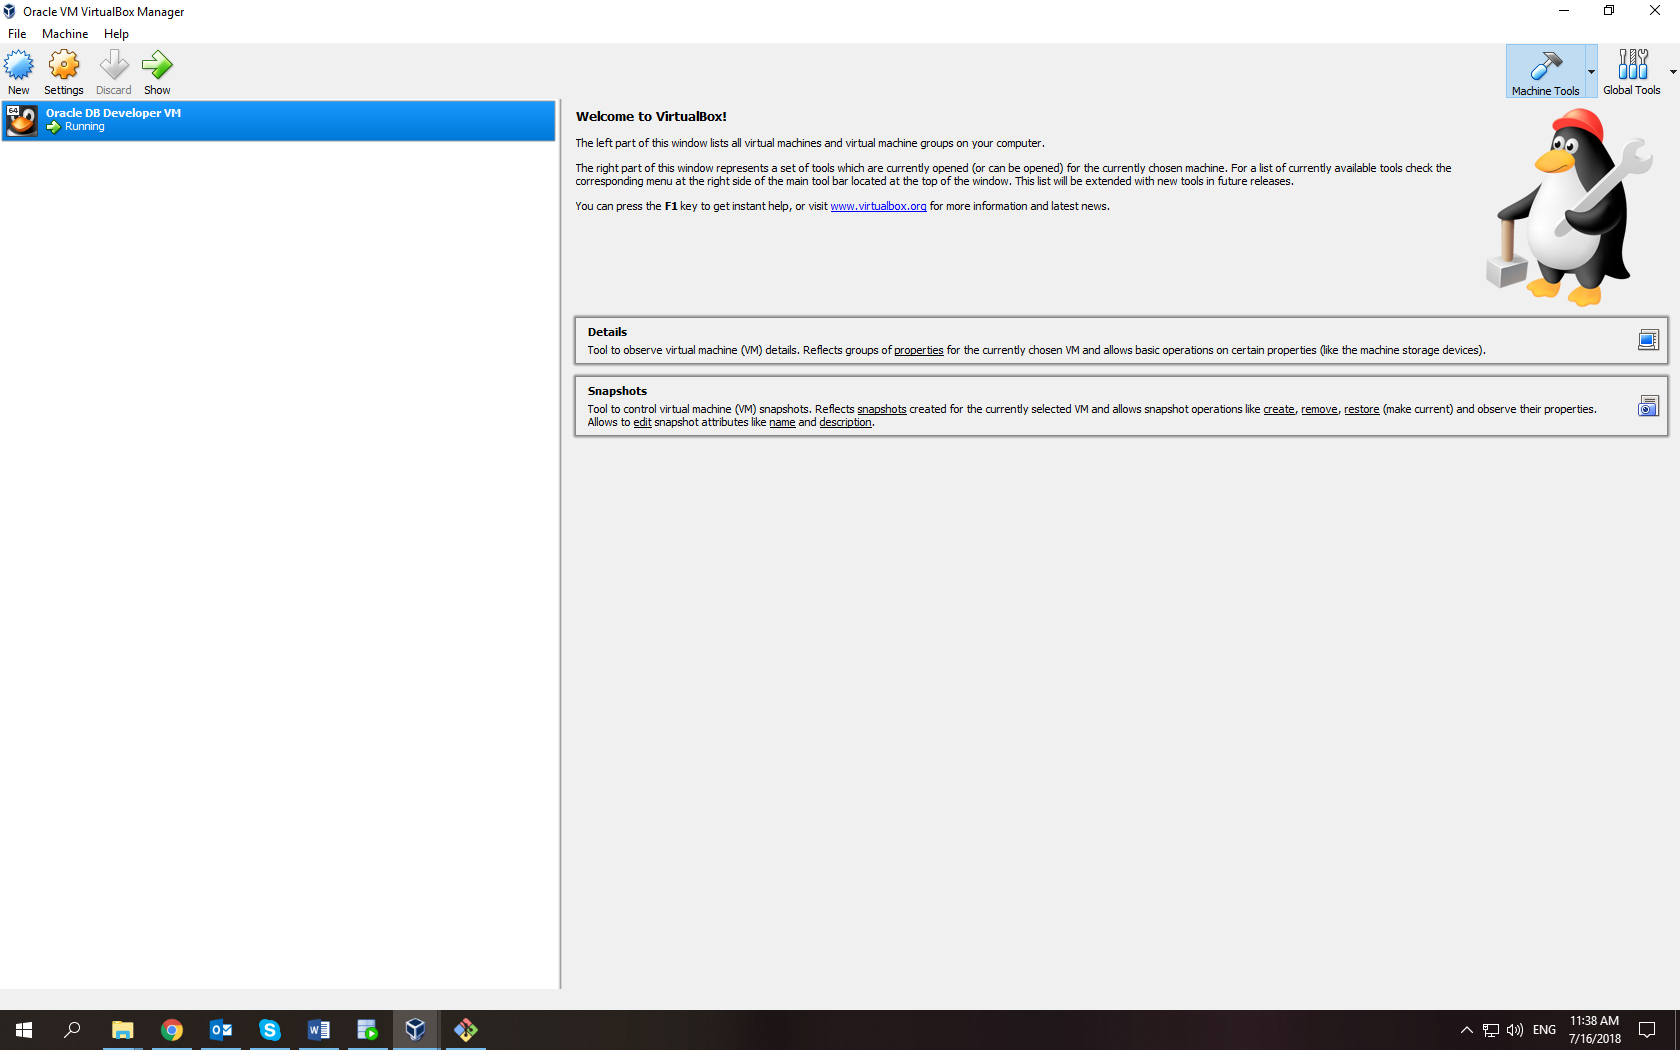 Oracle VM VirtualBox Manager
File Machine Help
New Settings Discard Show
Machine Tools Global Tools
64
Oracle DB Developer VM
Running
Welcome to VirtualBox!
The left part of this window lists all virtual machines and virtual machine groups on your computer.
The right part of this window represents a set of tools which are currently opened (or can be opened) for the currently chosen machine. For a list of currently available tools check the
corresponding menu at the right side of the main tool bar located at the top of the window. This list will be extended with new tools in future releases.
You can press the F1 key to get instant help, or visit www.virtualbox.org for more information and latest news.
Details
Tool to observe virtual machine (VM) details. Reflects groups of properties for the currently chosen VM and allows basic operations on certain properties (like the machine storage devices).
Snapshots
Tool to control virtual machine (VM) snapshots. Reflects snapshots created for the currently selected VM and allows snapshot operations like create, remove, restore (make current) and observe their properties.
Allows to edit snapshot attributes like name and description.
ENG
11:38 AM
7/16/2018